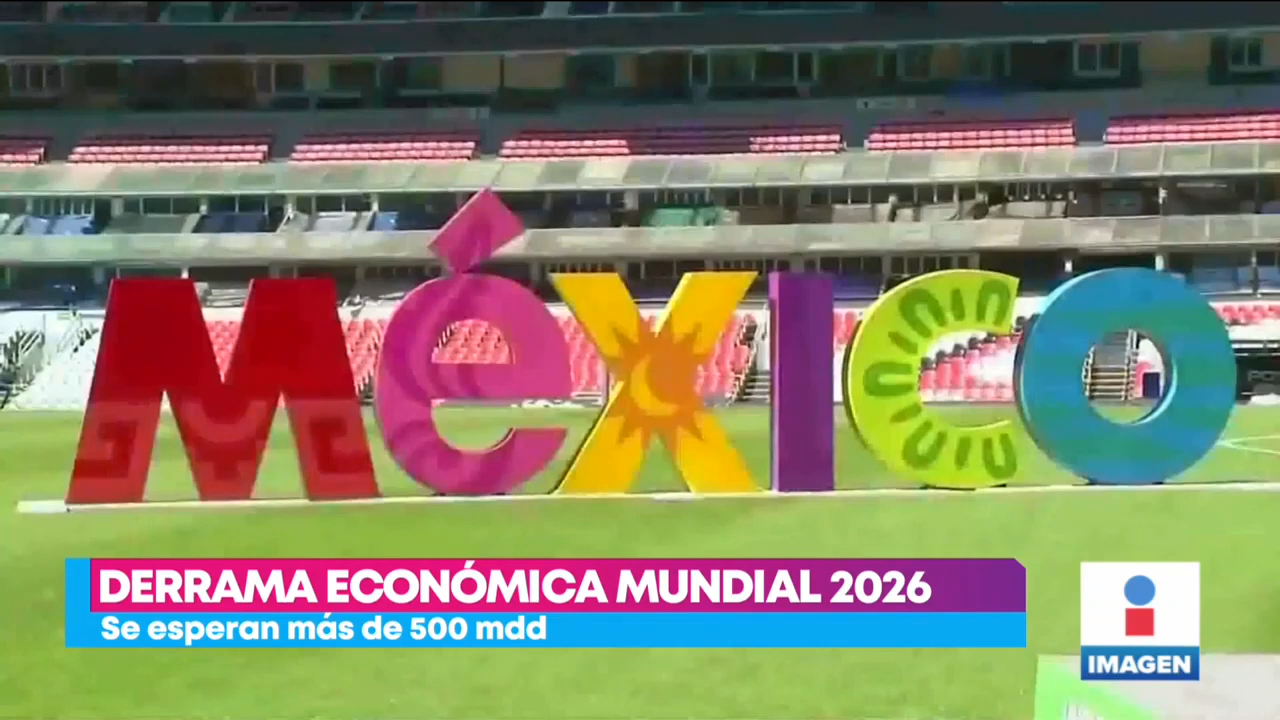 MéxIco
DERRAMA ECONÓMICA MUNDIAL 2026
Se esperan más de 500 mdd
IMAGEN